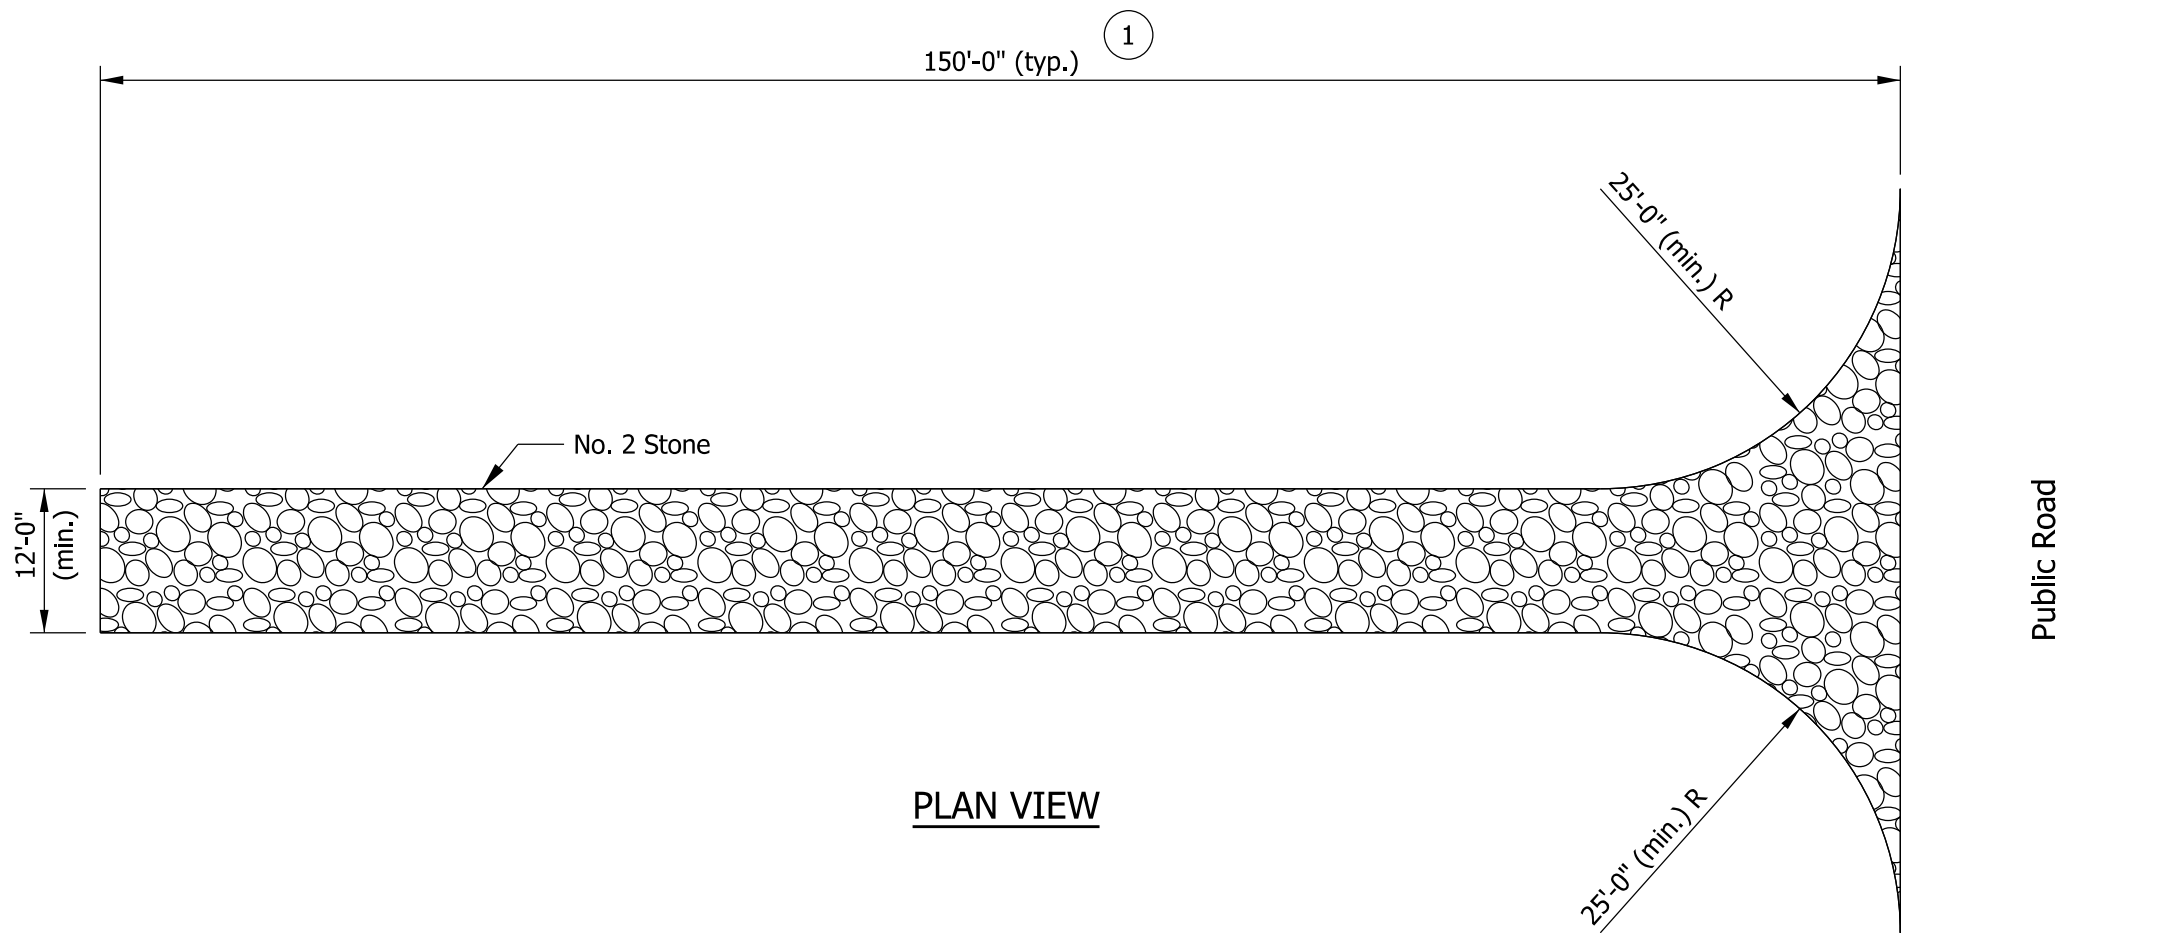 1
150'-0" (typ.)
25'-0" (min.) R
No. 2 Stone
12'-0"
(min.)
Public Road
PLAN VIEW
25'-0" (min.) R